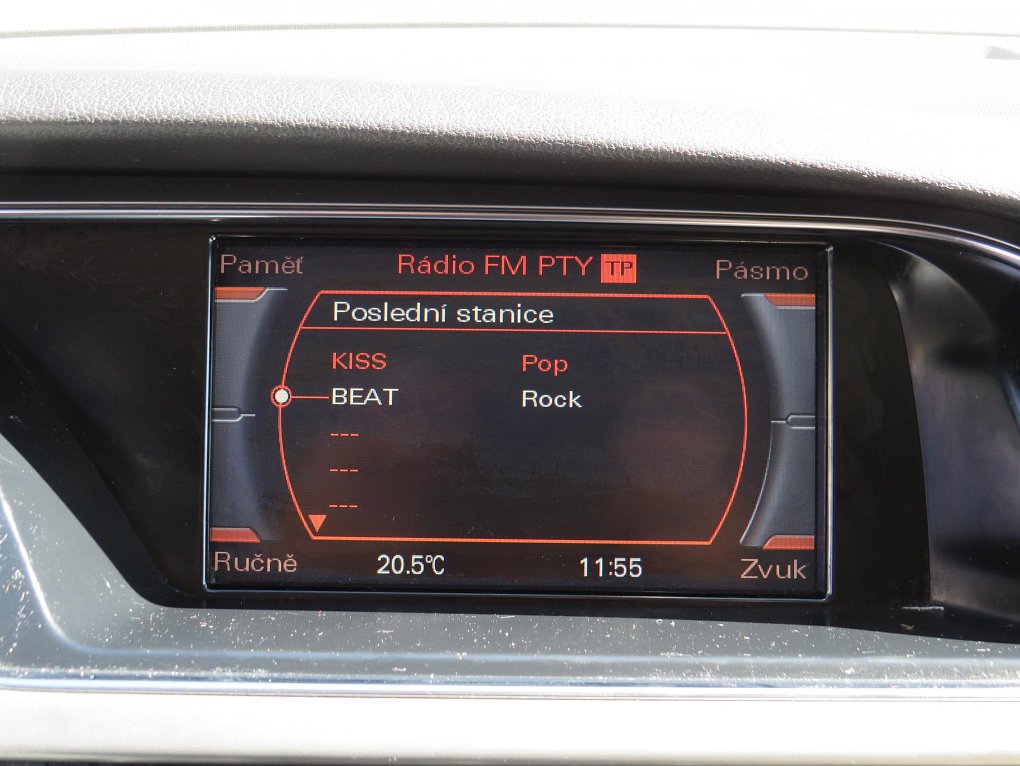 Paměť Rádio FM PTY TP Pásmo
Poslední stanice
KISS Pop
BEAT Rock
---
---
---
Ručně 20.5°C 11:55 Zvuk